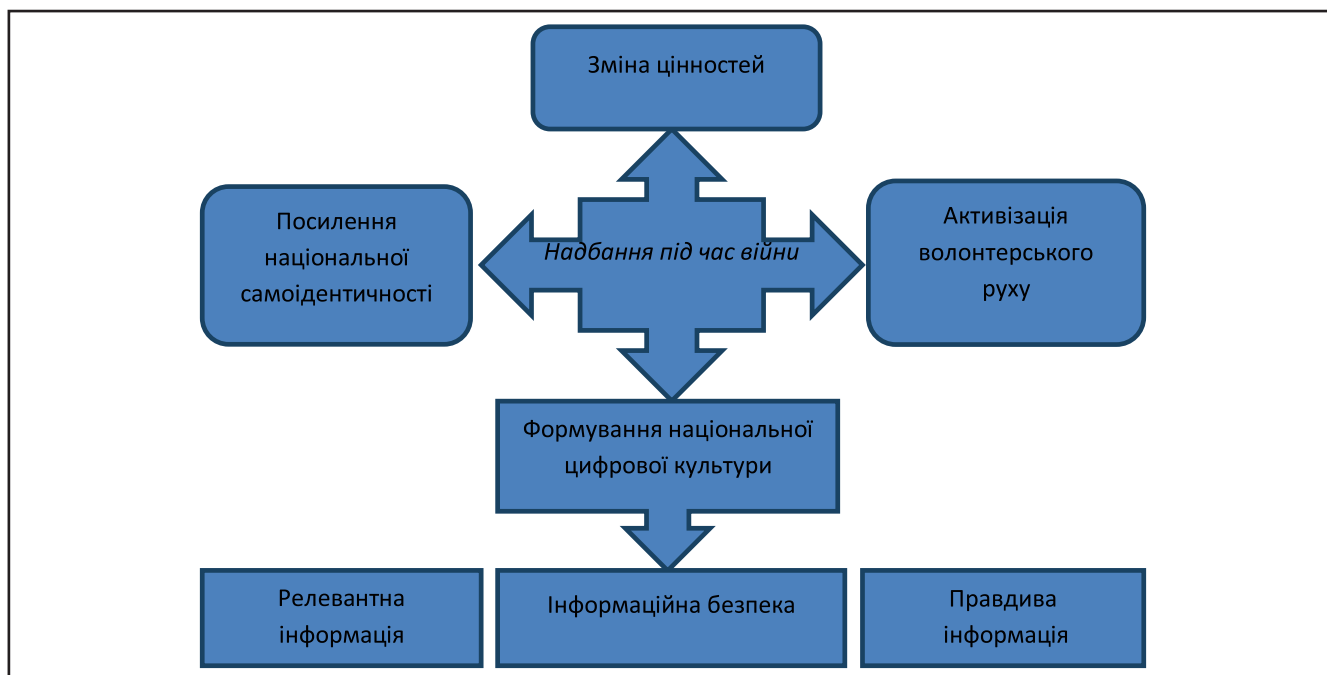 Зміна цінностей
Посилення
національної
самоідентичності
Надбання під час війни
Активізація
волонтерського
руху
Формування національної
цифрової культури
Релевантна
інформація
Інформаційна безпека
Правдива
інформація